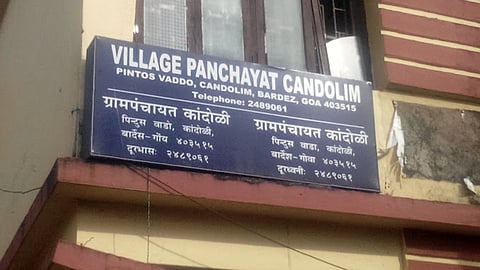 VILLAGE PANCHAYAT CANDOLIM
PINTOS VADDO, CANDOLIM, BARDEZ, GOA 403515
Telephone: 2489061
ग्रामपंचायत कांदोळी
पिन्टुस वाडो, कांदोळी,
बार्देस-गोंय ४०३५१५
दूरभास: २४८९०६१
ग्रामपंचायत कांदोळी
पिन्टुस वाडा, कांदोळी,
बार्देश-गोवा ४०३५१५
दूरध्वनी: २४८९०६१